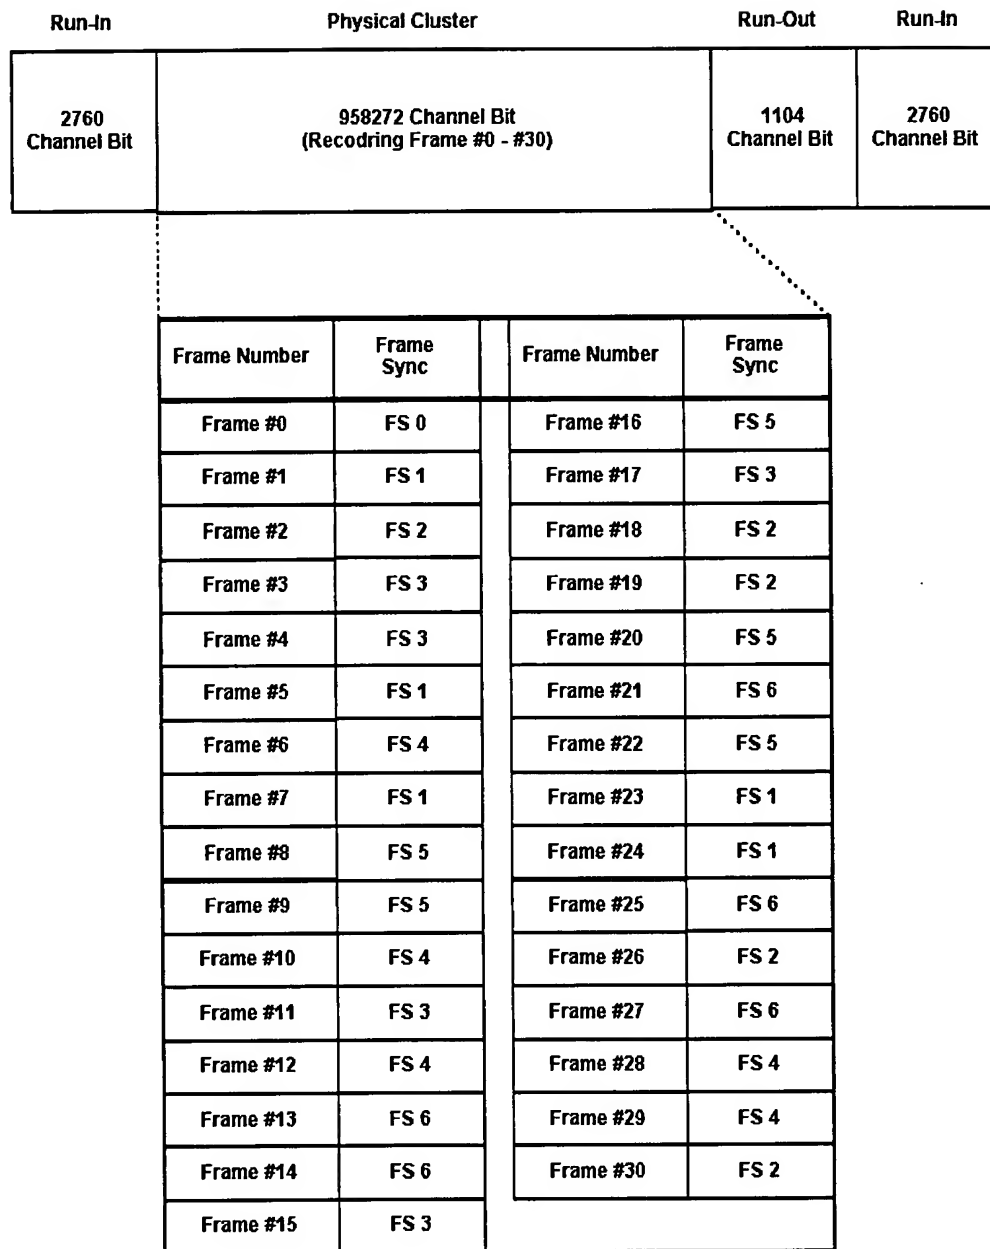 Run-In Physical Cluster Run-Out Run-In
2760 Channel Bit
958272 Channel Bit
(Recodring Frame #0 - #30)
1104 Channel Bit
2760 Channel Bit
Frame Number Frame Sync Frame Number Frame Sync
Frame #0 FS 0 Frame #16 FS 5
Frame #1 FS 1 Frame #17 FS 3
Frame #2 FS 2 Frame #18 FS 2
Frame #3 FS 3 Frame #19 FS 2
Frame #4 FS 3 Frame #20 FS 5
Frame #5 FS 1 Frame #21 FS 6
Frame #6 FS 4 Frame #22 FS 5
Frame #7 FS 1 Frame #23 FS 1
Frame #8 FS 5 Frame #24 FS 1
Frame #9 FS 5 Frame #25 FS 6
Frame #10 FS 4 Frame #26 FS 2
Frame #11 FS 3 Frame #27 FS 6
Frame #12 FS 4 Frame #28 FS 4
Frame #13 FS 6 Frame #29 FS 4
Frame #14 FS 6 Frame #30 FS 2
Frame #15 FS 3